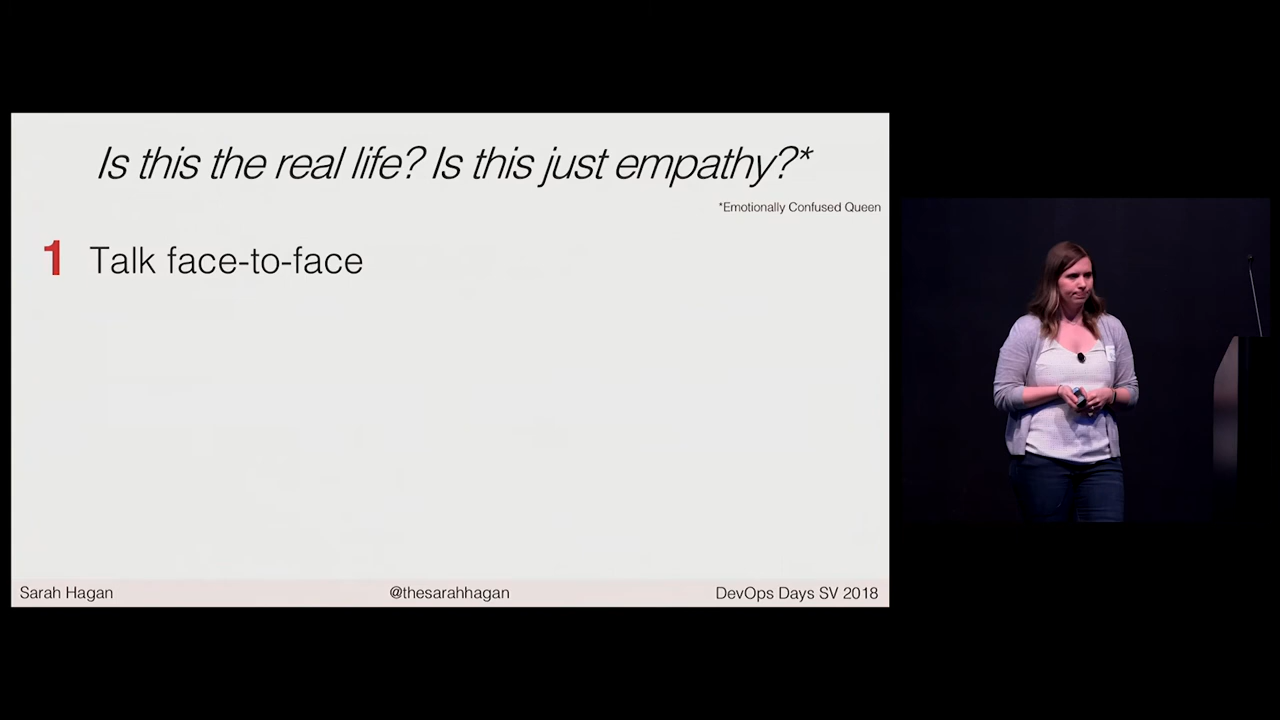 Is this the real life? Is this just empathy?*
*Emotionally Confused Queen
1 Talk face-to-face
Sarah Hagan @thesarahhagan DevOps Days SV 2018